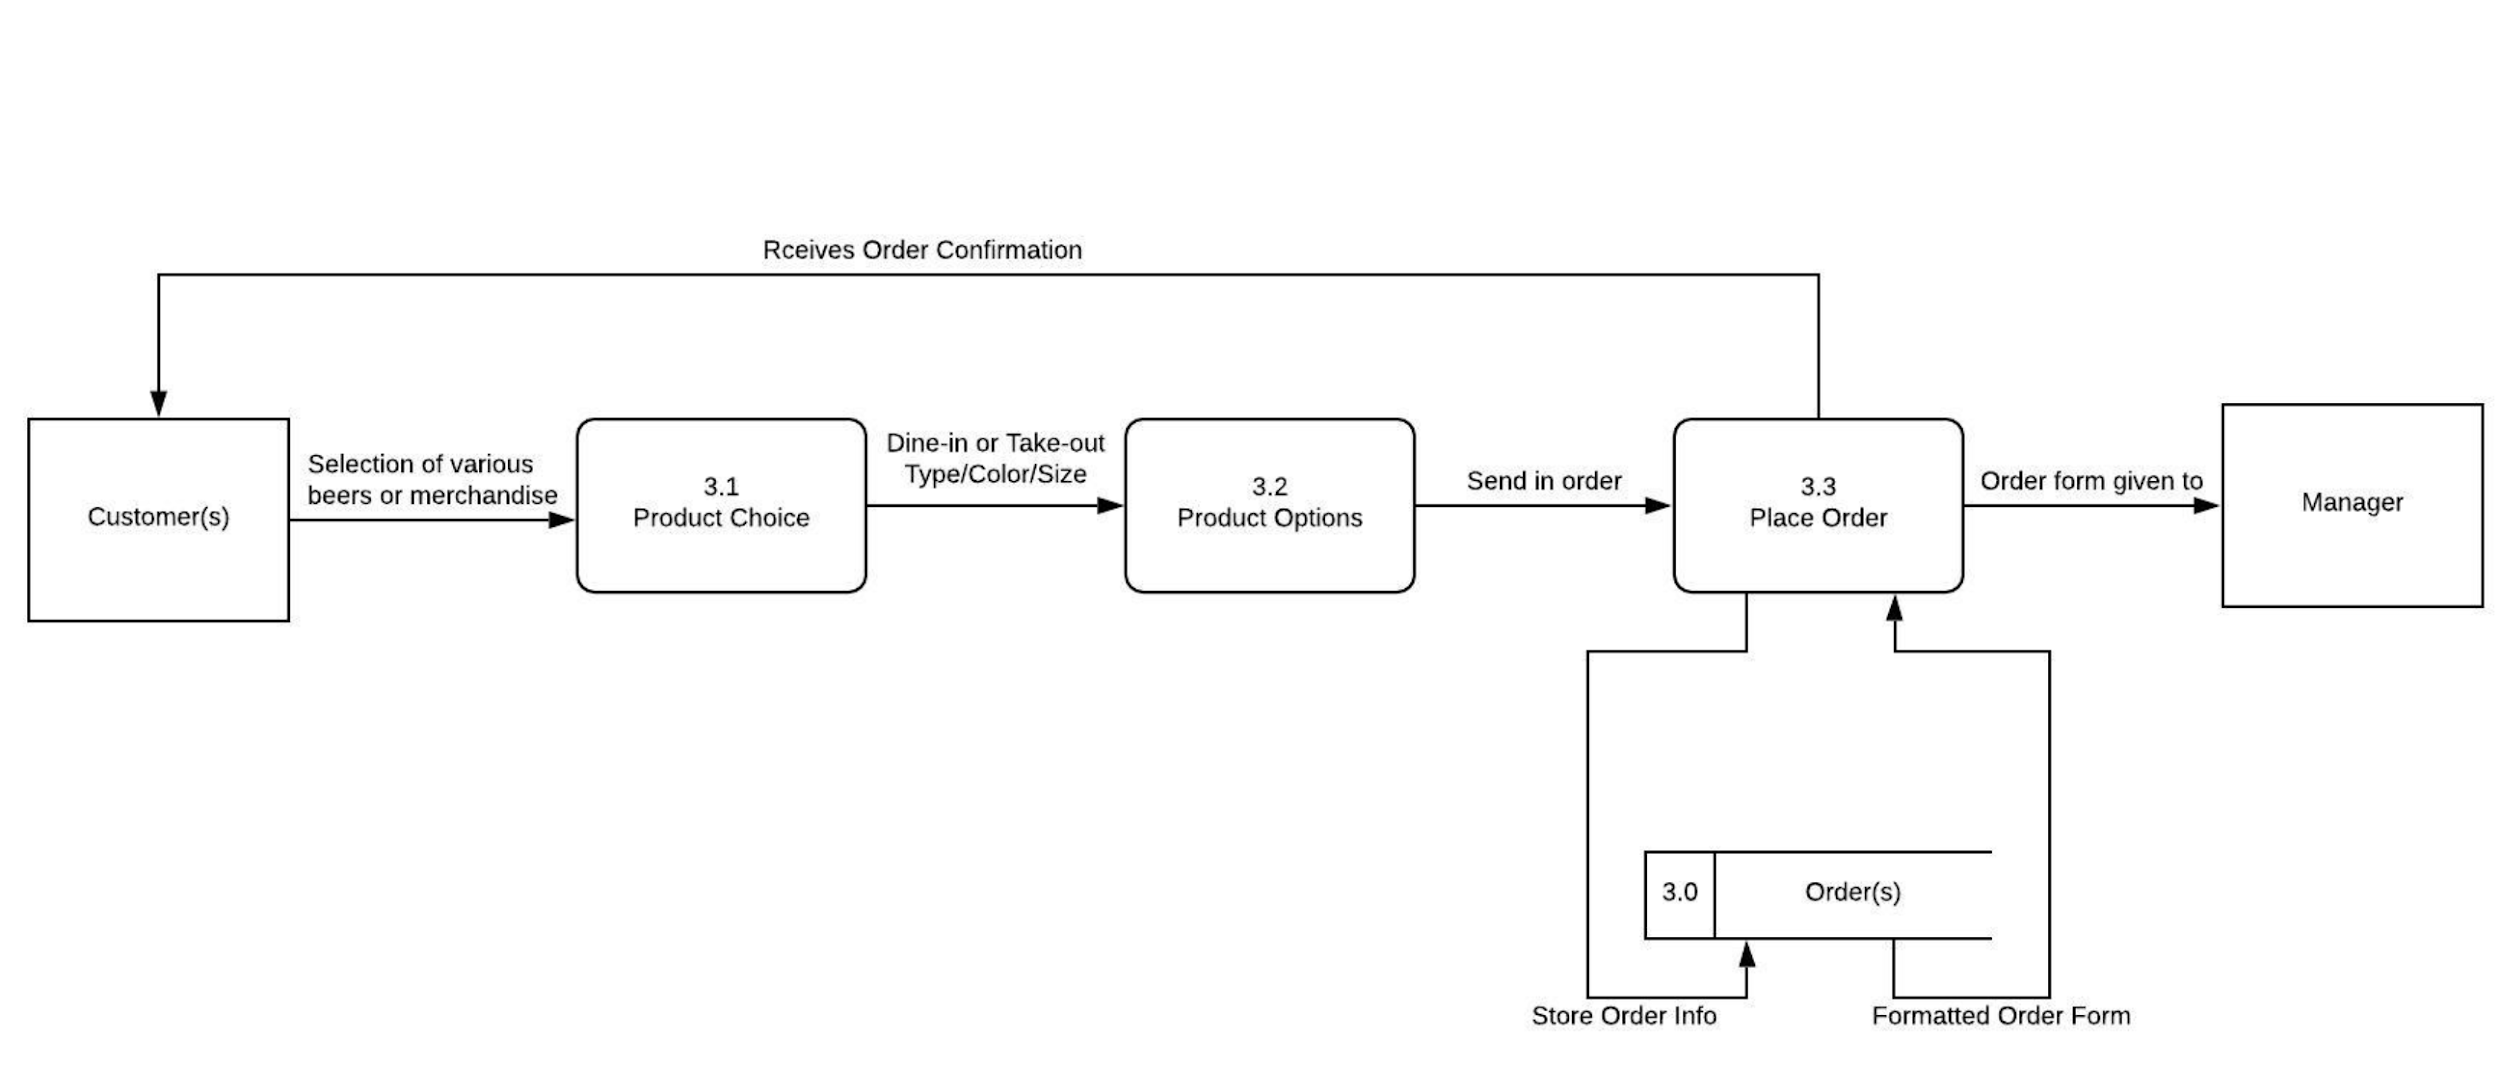 Rceives Order Confirmation
Customer(s)
Selection of various
beers or merchandise
3.1
Product Choice
Dine-in or Take-out
Type/Color/Size
3.2
Product Options
Send in order
3.3
Place Order
Order form given to
Manager
3.0
Order(s)
Store Order Info
Formatted Order Form